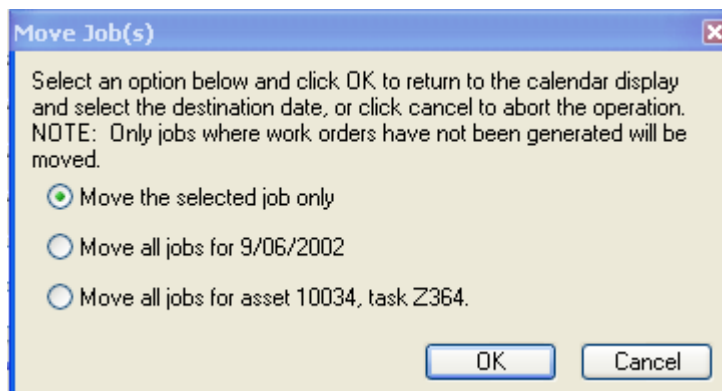 Move Job(s)
Select an option below and click OK to return to the calendar display
and select the destination date, or click cancel to abort the operation.
NOTE:  Only jobs where work orders have not been generated will be
moved.
Move the selected job only
Move all jobs for 9/06/2002
Move all jobs for asset 10034, task Z364.
OK Cancel